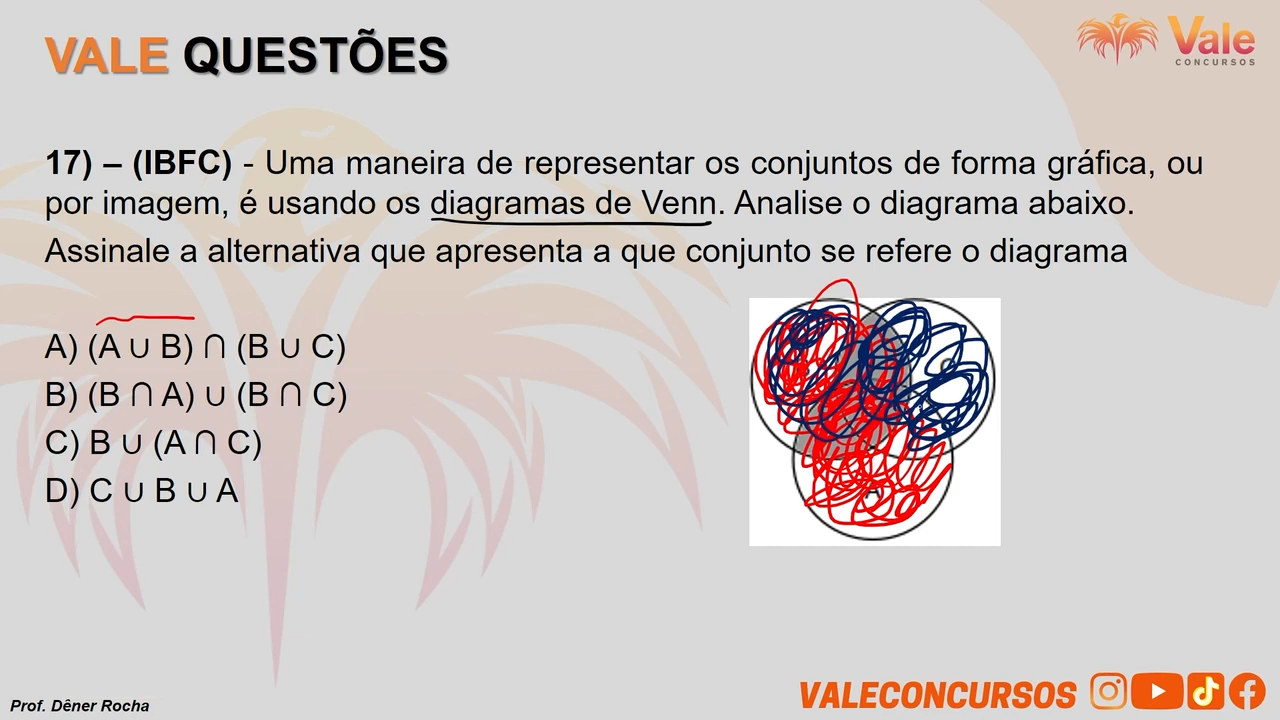 VALE QUESTÕES
Vale
CONCURSOS
17) – (IBFC) - Uma maneira de representar os conjuntos de forma gráfica, ou
por imagem, é usando os diagramas de Venn. Analise o diagrama abaixo.
Assinale a alternativa que apresenta a que conjunto se refere o diagrama
A) (A ∪ B) ∩ (B ∪ C)
B) (B ∩ A) ∪ (B ∩ C)
C) B ∪ (A ∩ C)
D) C ∪ B ∪ A
A
VALECONCURSOS
Prof. Dêner Rocha